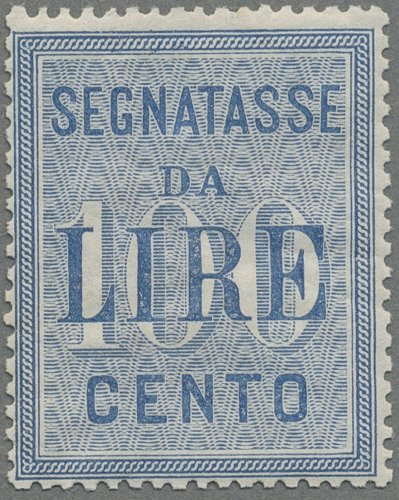 SEGNATASSE
DA
100
LIRE
CENTO